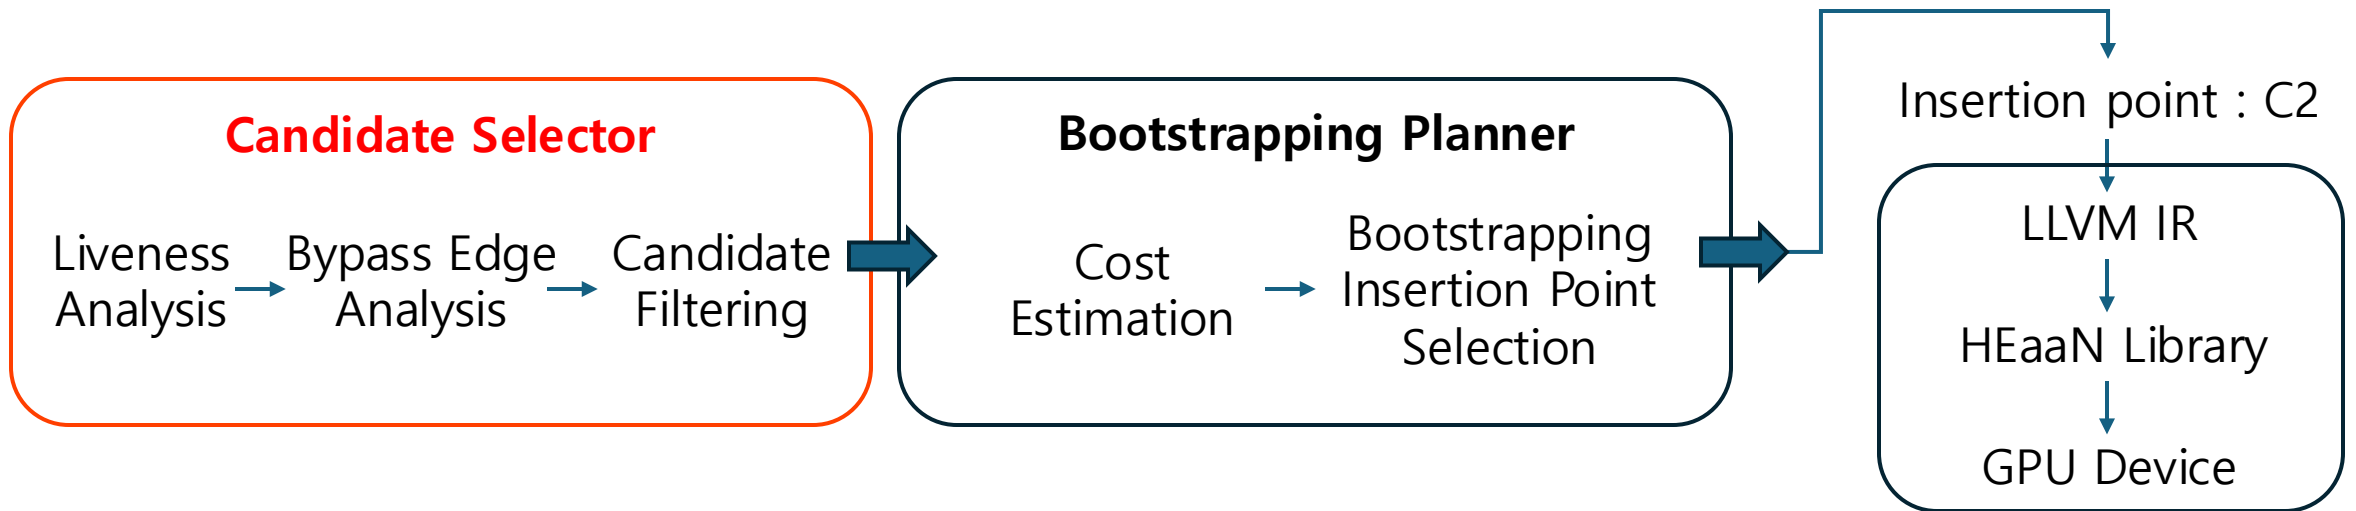 Candidate Selector
Liveness
Analysis
Bypass Edge
Analysis
Candidate
Filtering
Bootstrapping Planner
Cost
Estimation
Bootstrapping
Insertion Point
Selection
Insertion point : C2
LLVM IR
HEaaN Library
GPU Device